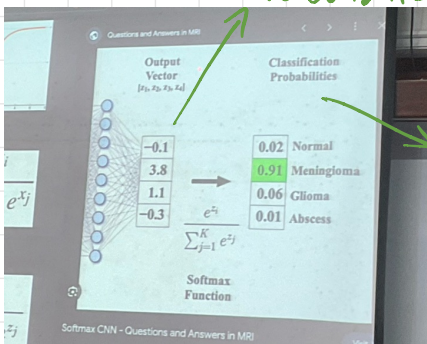 Questions and Answers in MRI
Output
Vector
[z₁, z₂, z₃, z₄]
Classification
Probabilities
−0.1
3.8
1.1
−0.3
0.02 Normal
0.91 Meningioma
0.06 Glioma
0.01 Abscess
e^{z_i}
∑_{j=1}^{K} e^{z_j}
Softmax
Function
i
e^{x_j}
z_j
Softmax CNN - Questions and Answers in MRI